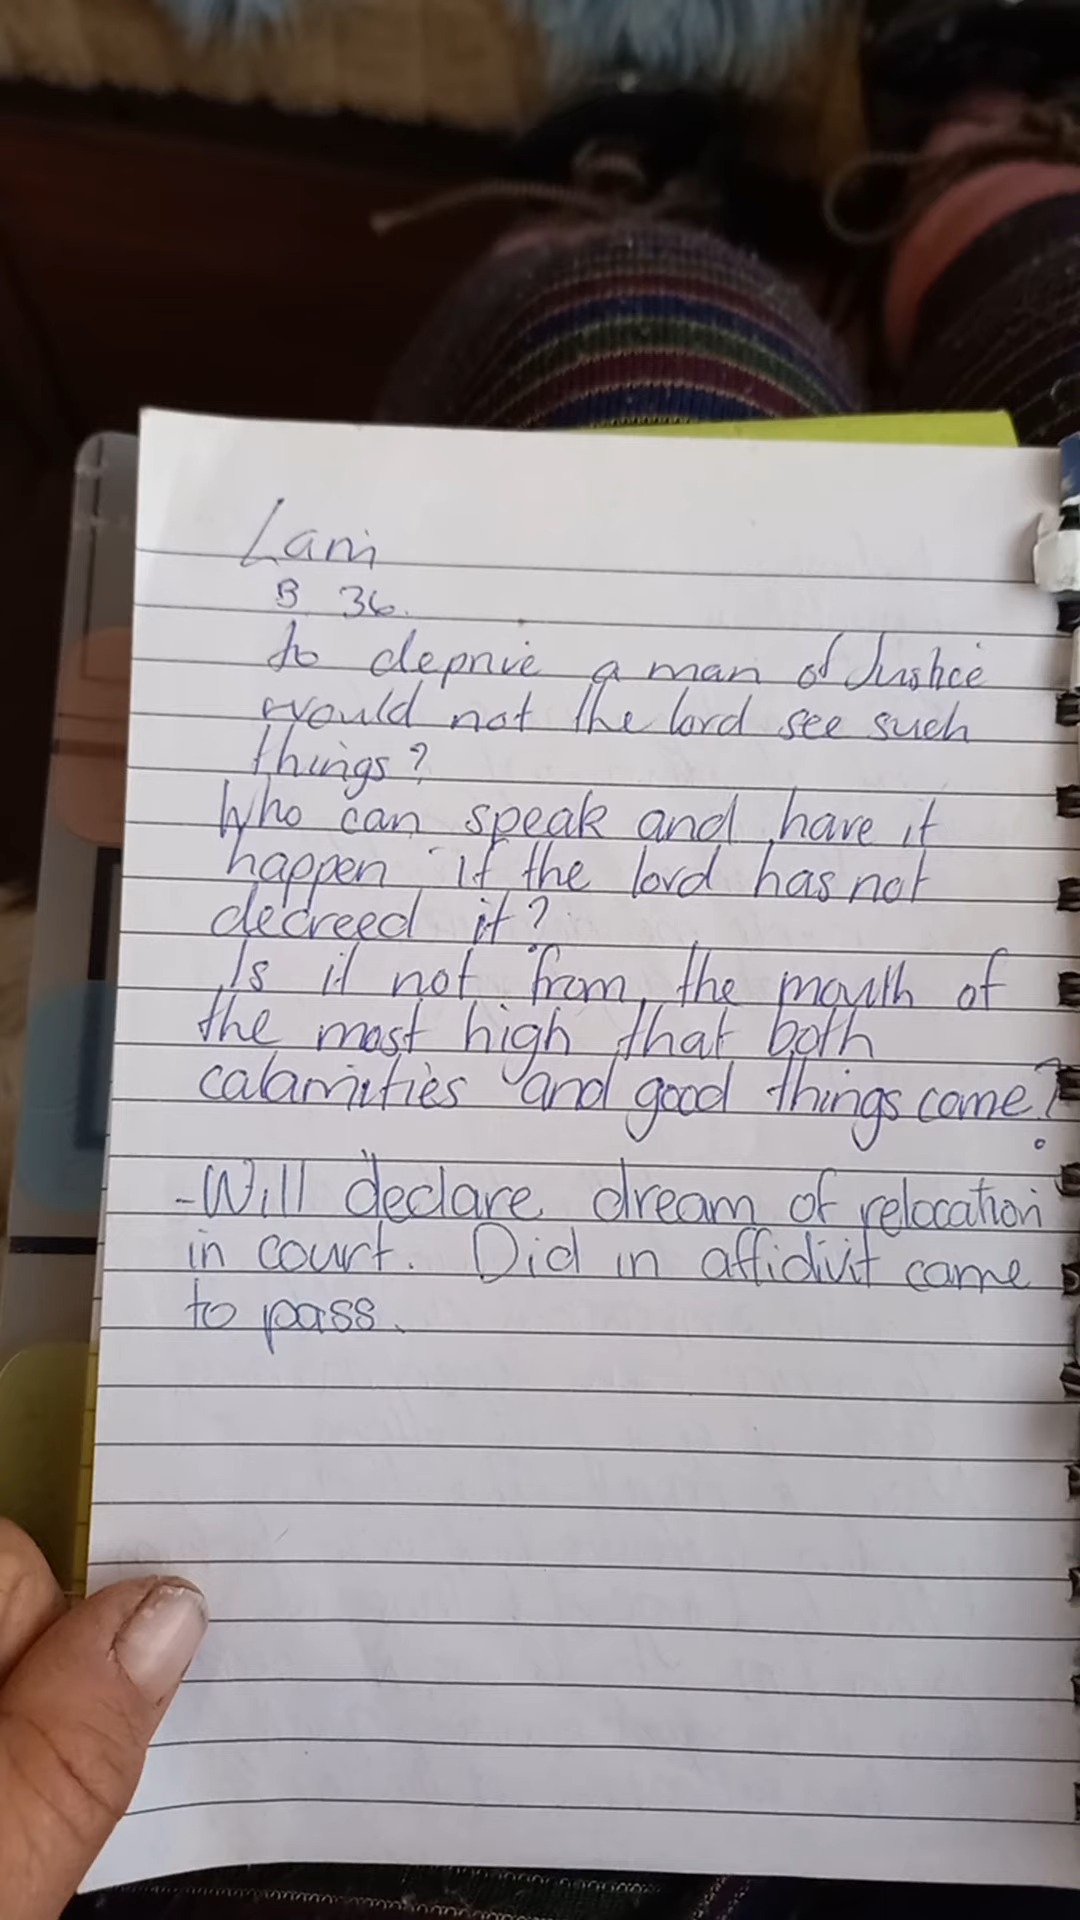 Lam
3 36.
to deprive a man of Justice
would not the lord see such
things?
Who can speak and have it
happen if the lord has not
decreed it?
Is it not from the mouth of
the most high that both
calamities and good things come?
- Will declare dream of relocation
in court. Did in affidivit came
to pass.